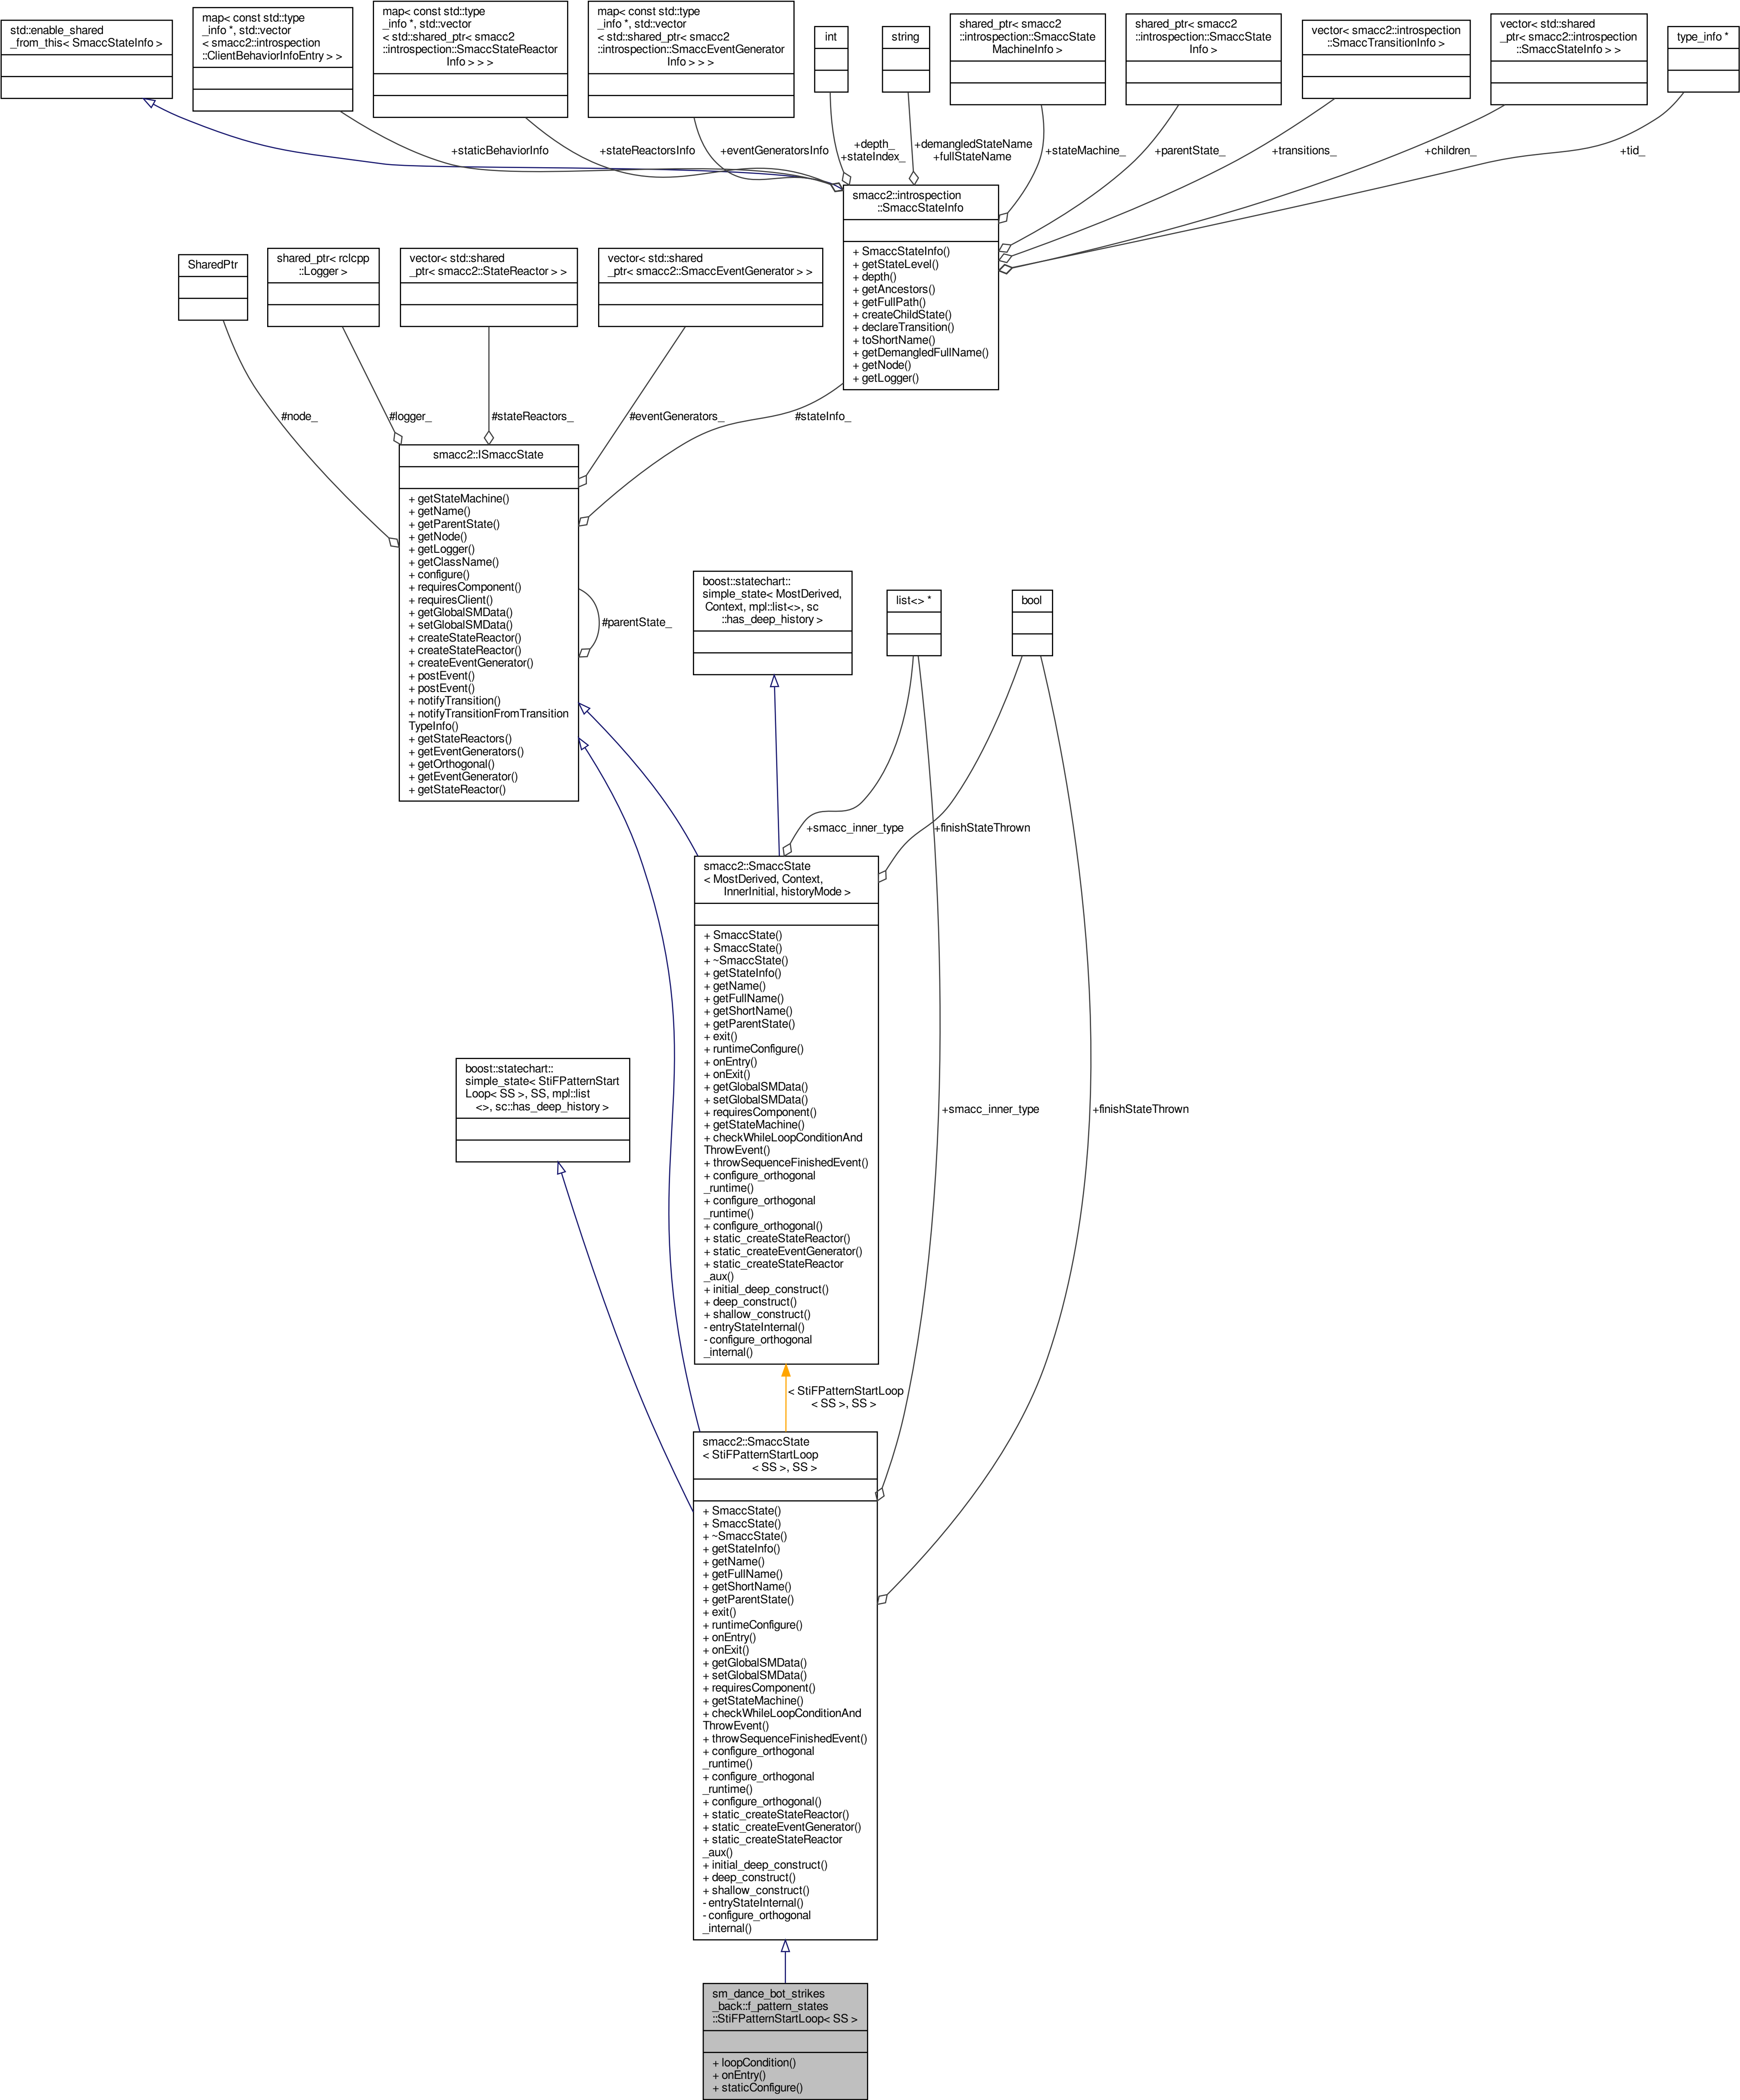 std::enable_shared
_from_this< SmaccStateInfo >
map< const std::type
_info *, std::vector
< smacc2::introspection
::ClientBehaviorInfoEntry > >
map< const std::type
_info *, std::vector
< std::shared_ptr< smacc2
::introspection::SmaccStateReactor
Info > > >
map< const std::type
_info *, std::vector
< std::shared_ptr< smacc2
::introspection::SmaccEventGenerator
Info > > >
int
string
shared_ptr< smacc2
::introspection::SmaccState
MachineInfo >
shared_ptr< smacc2
::introspection::SmaccState
Info >
vector< smacc2::introspection
::SmaccTransitionInfo >
vector< std::shared
_ptr< smacc2::introspection
::SmaccStateInfo > >
type_info *
+staticBehaviorInfo
+stateReactorsInfo
+eventGeneratorsInfo
+depth_
+stateIndex_
+demangledStateName
+fullStateName
+stateMachine_
+parentState_
+transitions_
+children_
+tid_
smacc2::introspection
::SmaccStateInfo
+ SmaccStateInfo()
+ getStateLevel()
+ depth()
+ getAncestors()
+ getFullPath()
+ createChildState()
+ declareTransition()
+ toShortName()
+ getDemangledFullName()
+ getNode()
+ getLogger()
SharedPtr
shared_ptr< rclcpp
::Logger >
vector< std::shared
_ptr< smacc2::StateReactor > >
vector< std::shared
_ptr< smacc2::SmaccEventGenerator > >
#node_
#logger_
#stateReactors_
#eventGenerators_
#stateInfo_
smacc2::ISmaccState
+ getStateMachine()
+ getName()
+ getParentState()
+ getNode()
+ getLogger()
+ getClassName()
+ configure()
+ requiresComponent()
+ requiresClient()
+ getGlobalSMData()
+ setGlobalSMData()
+ createStateReactor()
+ createStateReactor()
+ createEventGenerator()
+ postEvent()
+ postEvent()
+ notifyTransition()
+ notifyTransitionFromTransition
TypeInfo()
+ getStateReactors()
+ getEventGenerators()
+ getOrthogonal()
+ getEventGenerator()
+ getStateReactor()
#parentState_
boost::statechart::
simple_state< MostDerived,
Context, mpl::list<>, sc
::has_deep_history >
list<> *
bool
+smacc_inner_type
+finishStateThrown
smacc2::SmaccState
< MostDerived, Context,
InnerInitial, historyMode >
+ SmaccState()
+ SmaccState()
+ ~SmaccState()
+ getStateInfo()
+ getName()
+ getFullName()
+ getShortName()
+ getParentState()
+ exit()
+ runtimeConfigure()
+ onEntry()
+ onExit()
+ getGlobalSMData()
+ setGlobalSMData()
+ requiresComponent()
+ getStateMachine()
+ checkWhileLoopConditionAnd
ThrowEvent()
+ throwSequenceFinishedEvent()
+ configure_orthogonal
_runtime()
+ configure_orthogonal
_runtime()
+ configure_orthogonal()
+ static_createStateReactor()
+ static_createEventGenerator()
+ static_createStateReactor
_aux()
+ initial_deep_construct()
+ deep_construct()
+ shallow_construct()
- entryStateInternal()
- configure_orthogonal
_internal()
boost::statechart::
simple_state< StiFPatternStart
Loop< SS >, SS, mpl::list
<>, sc::has_deep_history >
+smacc_inner_type
+finishStateThrown
< StiFPatternStartLoop
< SS >, SS >
smacc2::SmaccState
< StiFPatternStartLoop
< SS >, SS >
+ SmaccState()
+ SmaccState()
+ ~SmaccState()
+ getStateInfo()
+ getName()
+ getFullName()
+ getShortName()
+ getParentState()
+ exit()
+ runtimeConfigure()
+ onEntry()
+ onExit()
+ getGlobalSMData()
+ setGlobalSMData()
+ requiresComponent()
+ getStateMachine()
+ checkWhileLoopConditionAnd
ThrowEvent()
+ throwSequenceFinishedEvent()
+ configure_orthogonal
_runtime()
+ configure_orthogonal
_runtime()
+ configure_orthogonal()
+ static_createStateReactor()
+ static_createEventGenerator()
+ static_createStateReactor
_aux()
+ initial_deep_construct()
+ deep_construct()
+ shallow_construct()
- entryStateInternal()
- configure_orthogonal
_internal()
sm_dance_bot_strikes
_back::f_pattern_states
::StiFPatternStartLoop< SS >
+ loopCondition()
+ onEntry()
+ staticConfigure()